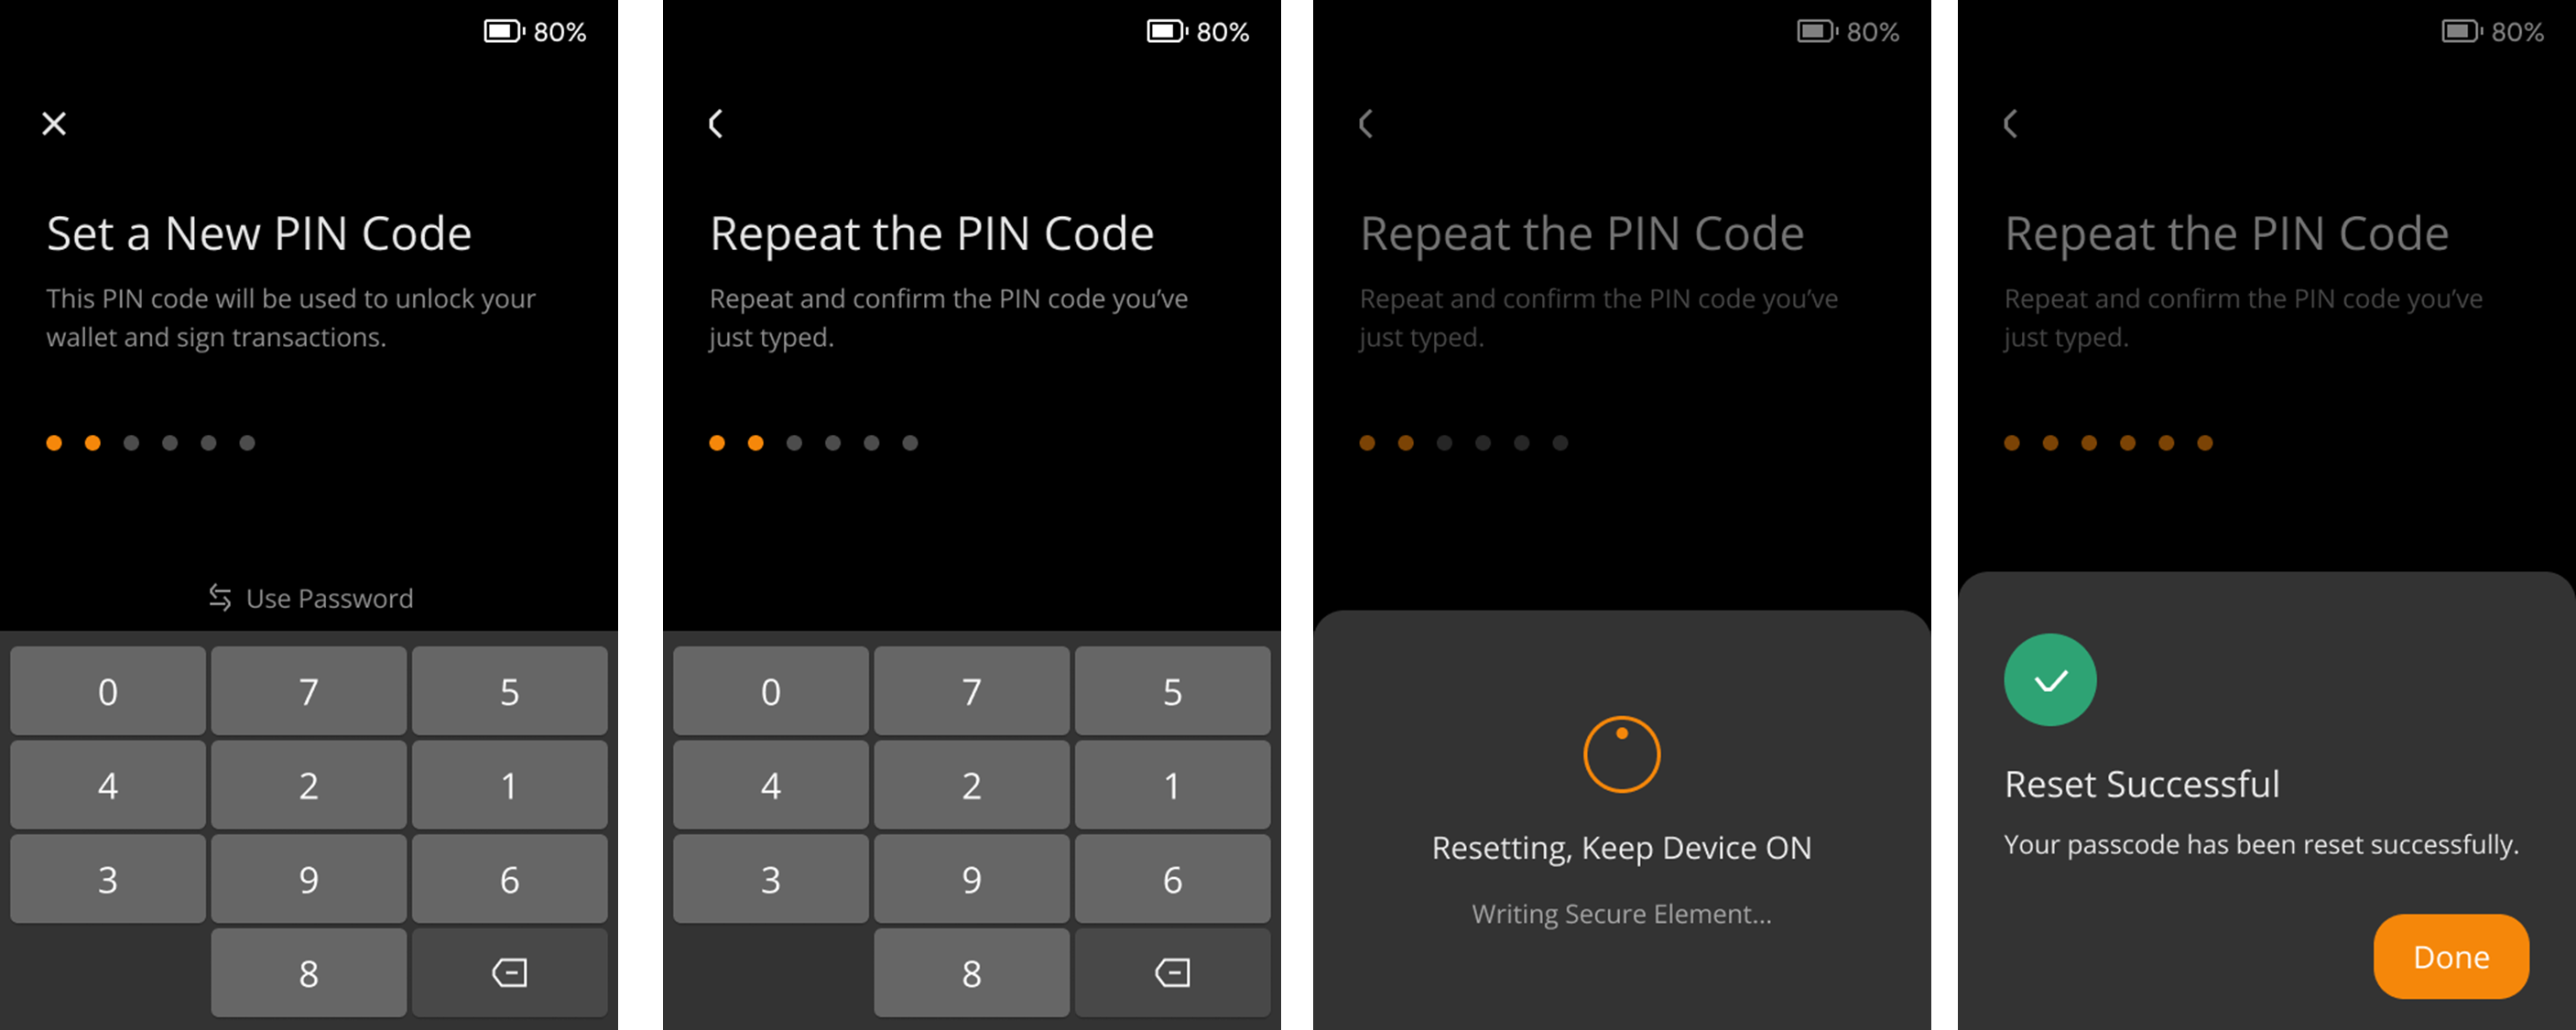 80%
Set a New PIN Code
This PIN code will be used to unlock your
wallet and sign transactions.
Use Password
0 7 5
4 2 1
3 9 6
8
80%
Repeat the PIN Code
Repeat and confirm the PIN code you’ve
just typed.
0 7 5
4 2 1
3 9 6
8
80%
Repeat the PIN Code
Repeat and confirm the PIN code you’ve
just typed.
Resetting, Keep Device ON
Writing Secure Element...
80%
Repeat the PIN Code
Repeat and confirm the PIN code you’ve
just typed.
Reset Successful
Your passcode has been reset successfully.
Done